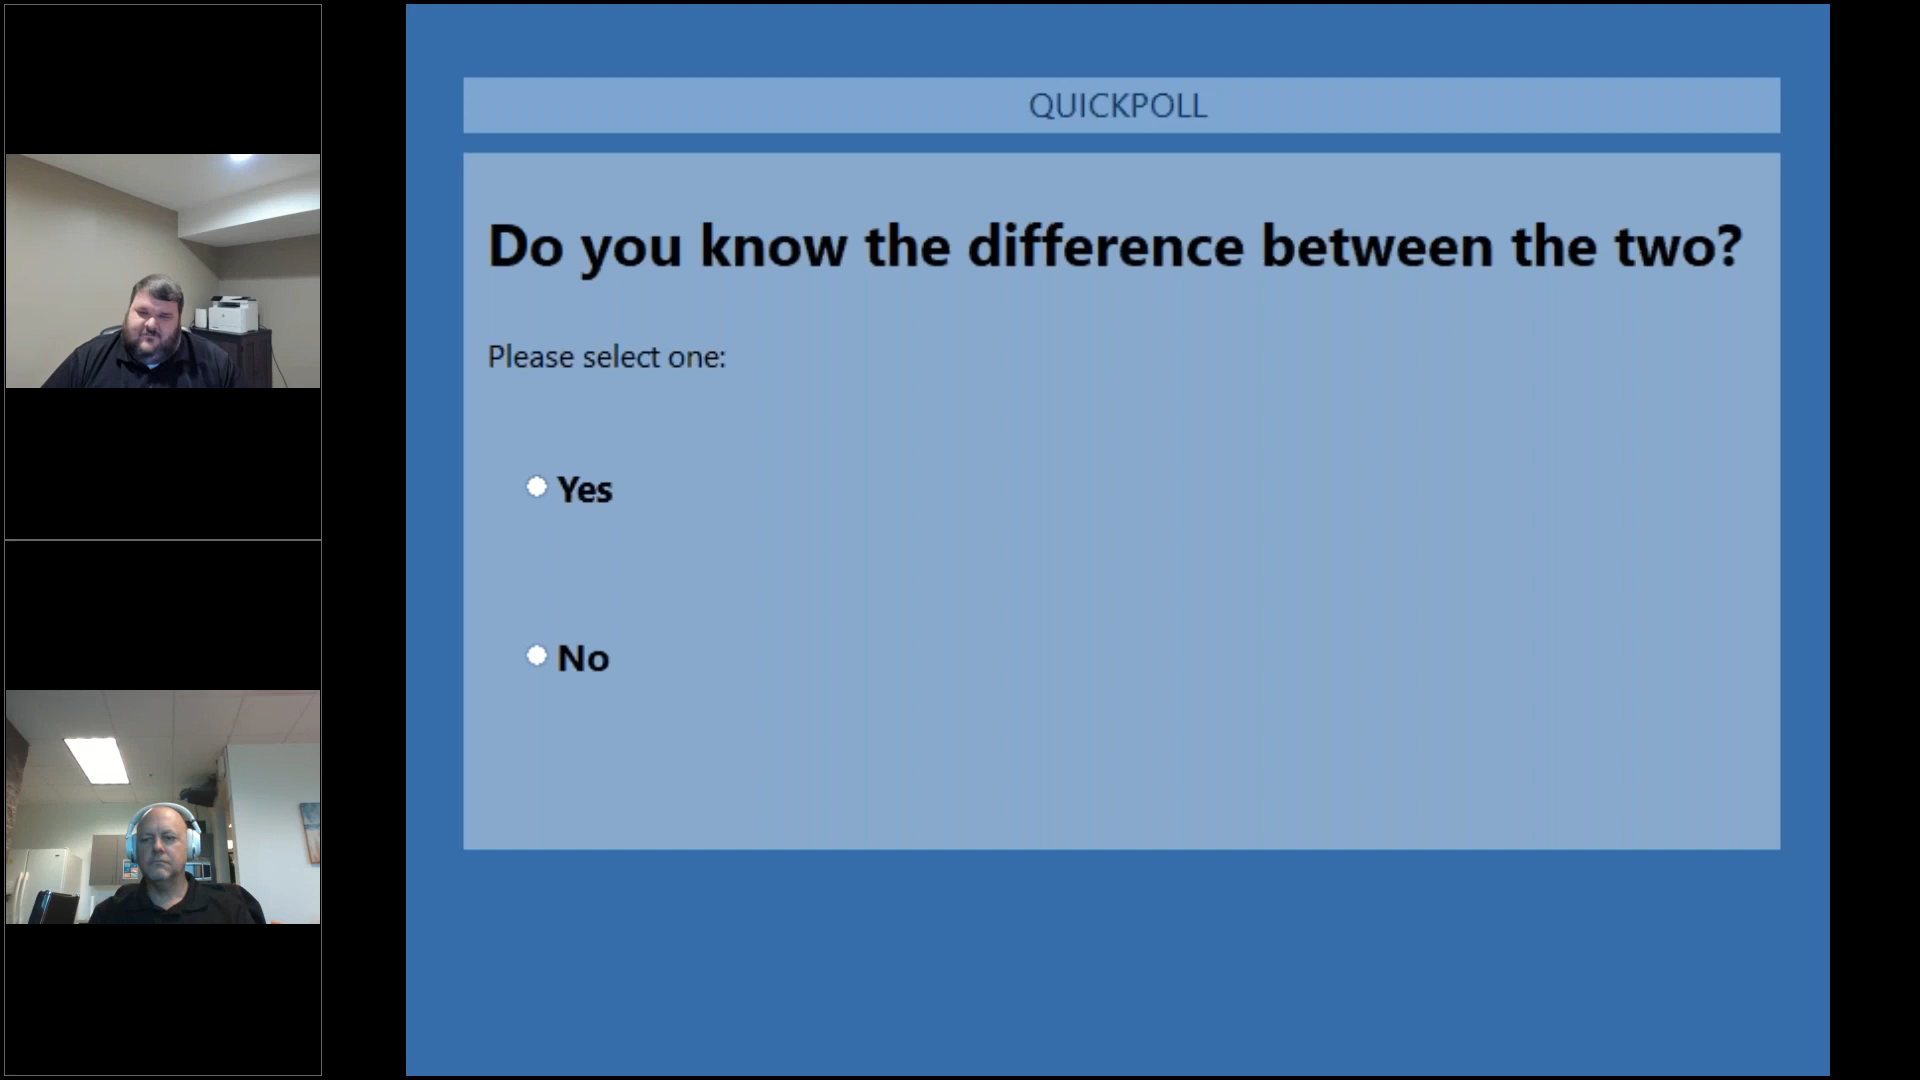 QUICKPOLL
Do you know the difference between the two?
Please select one:
Yes
No